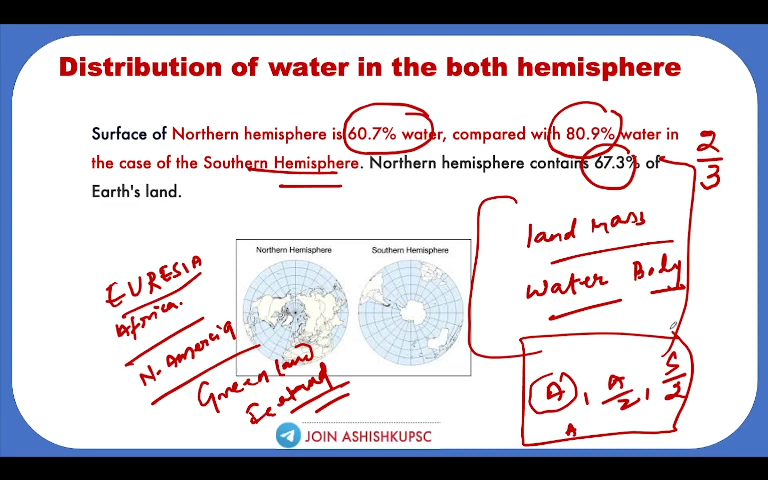 Distribution of water in the both hemisphere
Surface of Northern hemisphere is 60.7% water, compared with 80.9% water in
the case of the Southern Hemisphere. Northern hemisphere contains 67.3% of
Earth's land.
2
3
land mass
water Body
Northern Hemisphere
Southern Hemisphere
EURESIA
Africa.
N-America
Greenland
A
A
JOIN ASHISHKUPSC